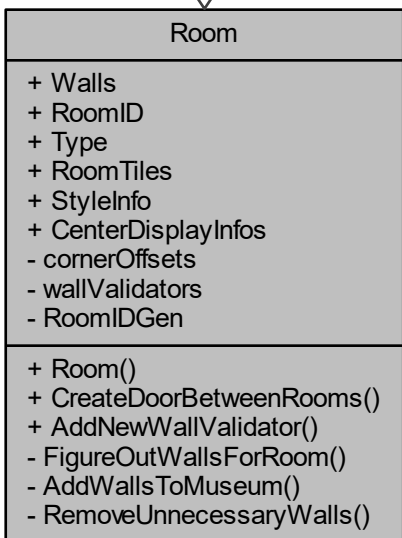 Room
+ Walls
+ RoomID
+ Type
+ RoomTiles
+ StyleInfo
+ CenterDisplayInfos
- cornerOffsets
- wallValidators
- RoomIDGen
+ Room()
+ CreateDoorBetweenRooms()
+ AddNewWallValidator()
- FigureOutWallsForRoom()
- AddWallsToMuseum()
- RemoveUnnecessaryWalls()